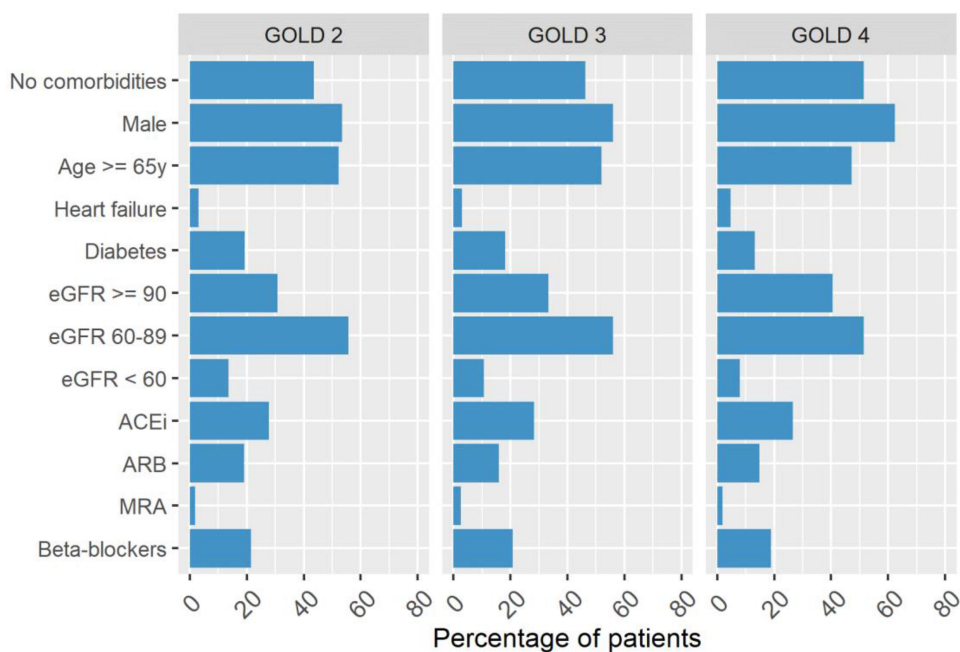 GOLD 2 GOLD 3 GOLD 4
No comorbidities
Male
Age >= 65y
Heart failure
Diabetes
eGFR >= 90
eGFR 60-89
eGFR < 60
ACEi
ARB
MRA
Beta-blockers
0 20 40 60 80 0 20 40 60 80 0 20 40 60 80
Percentage of patients